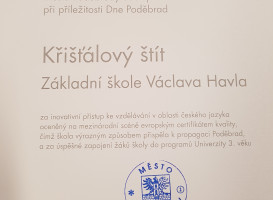 při příležitosti Dne Poděbrad
Křišťálový štít
Základní škole Václava Havla
za inovativní přístup ke vzdělávání v oblasti českého jazyka
oceněný na mezinárodní scéně evropským certifikátem kvality,
čímž škola výrazným způsobem přispěla k propagaci Poděbrad,
a za úspěšné zapojení žáků školy do programů Univerzity 3. věku
MĚSTO